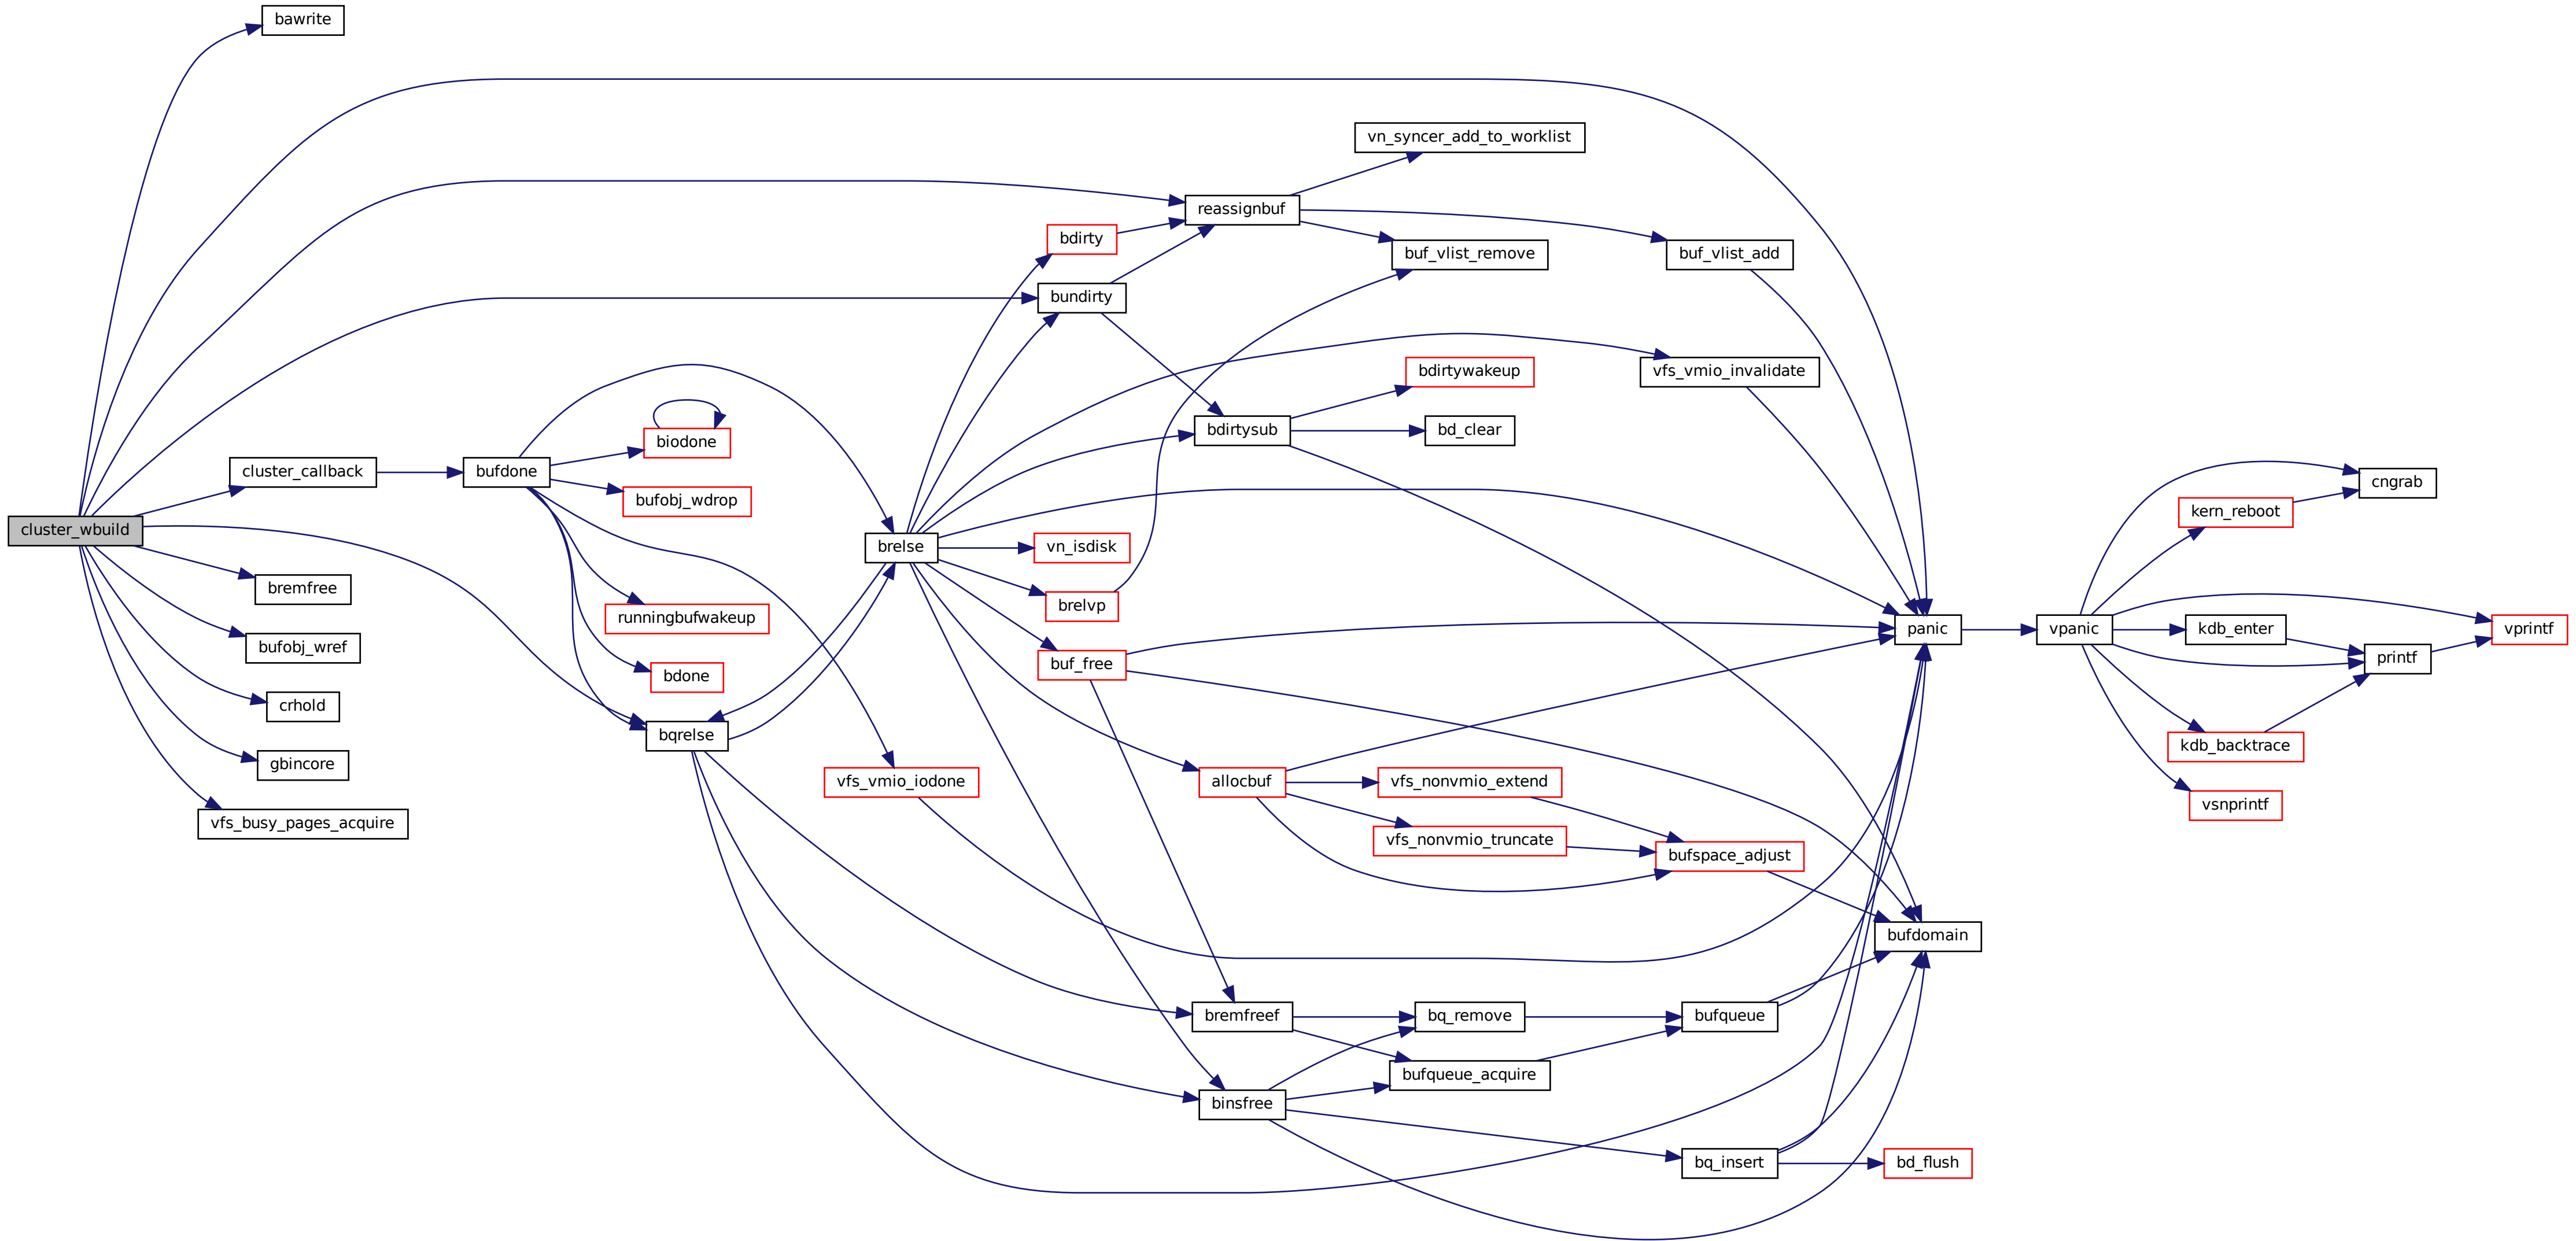 bawrite
vn_syncer_add_to_worklist
reassignbuf
bdirty
buf_vlist_remove
buf_vlist_add
bundirty
vfs_vmio_invalidate
bdirtywakeup
bdirtysub
bd_clear
biodone
cluster_callback
bufdone
bufobj_wdrop
cngrab
kern_reboot
cluster_wbuild
brelse
vn_isdisk
bremfree
runningbufwakeup
brelvp
panic
vpanic
kdb_enter
vprintf
bufobj_wref
buf_free
printf
bdone
crhold
bqrelse
kdb_backtrace
gbincore
vfs_vmio_iodone
allocbuf
vfs_nonvmio_extend
vsnprintf
vfs_busy_pages_acquire
vfs_nonvmio_truncate
bufspace_adjust
bufdomain
bremfreef
bq_remove
bufqueue
bufqueue_acquire
binsfree
bq_insert
bd_flush